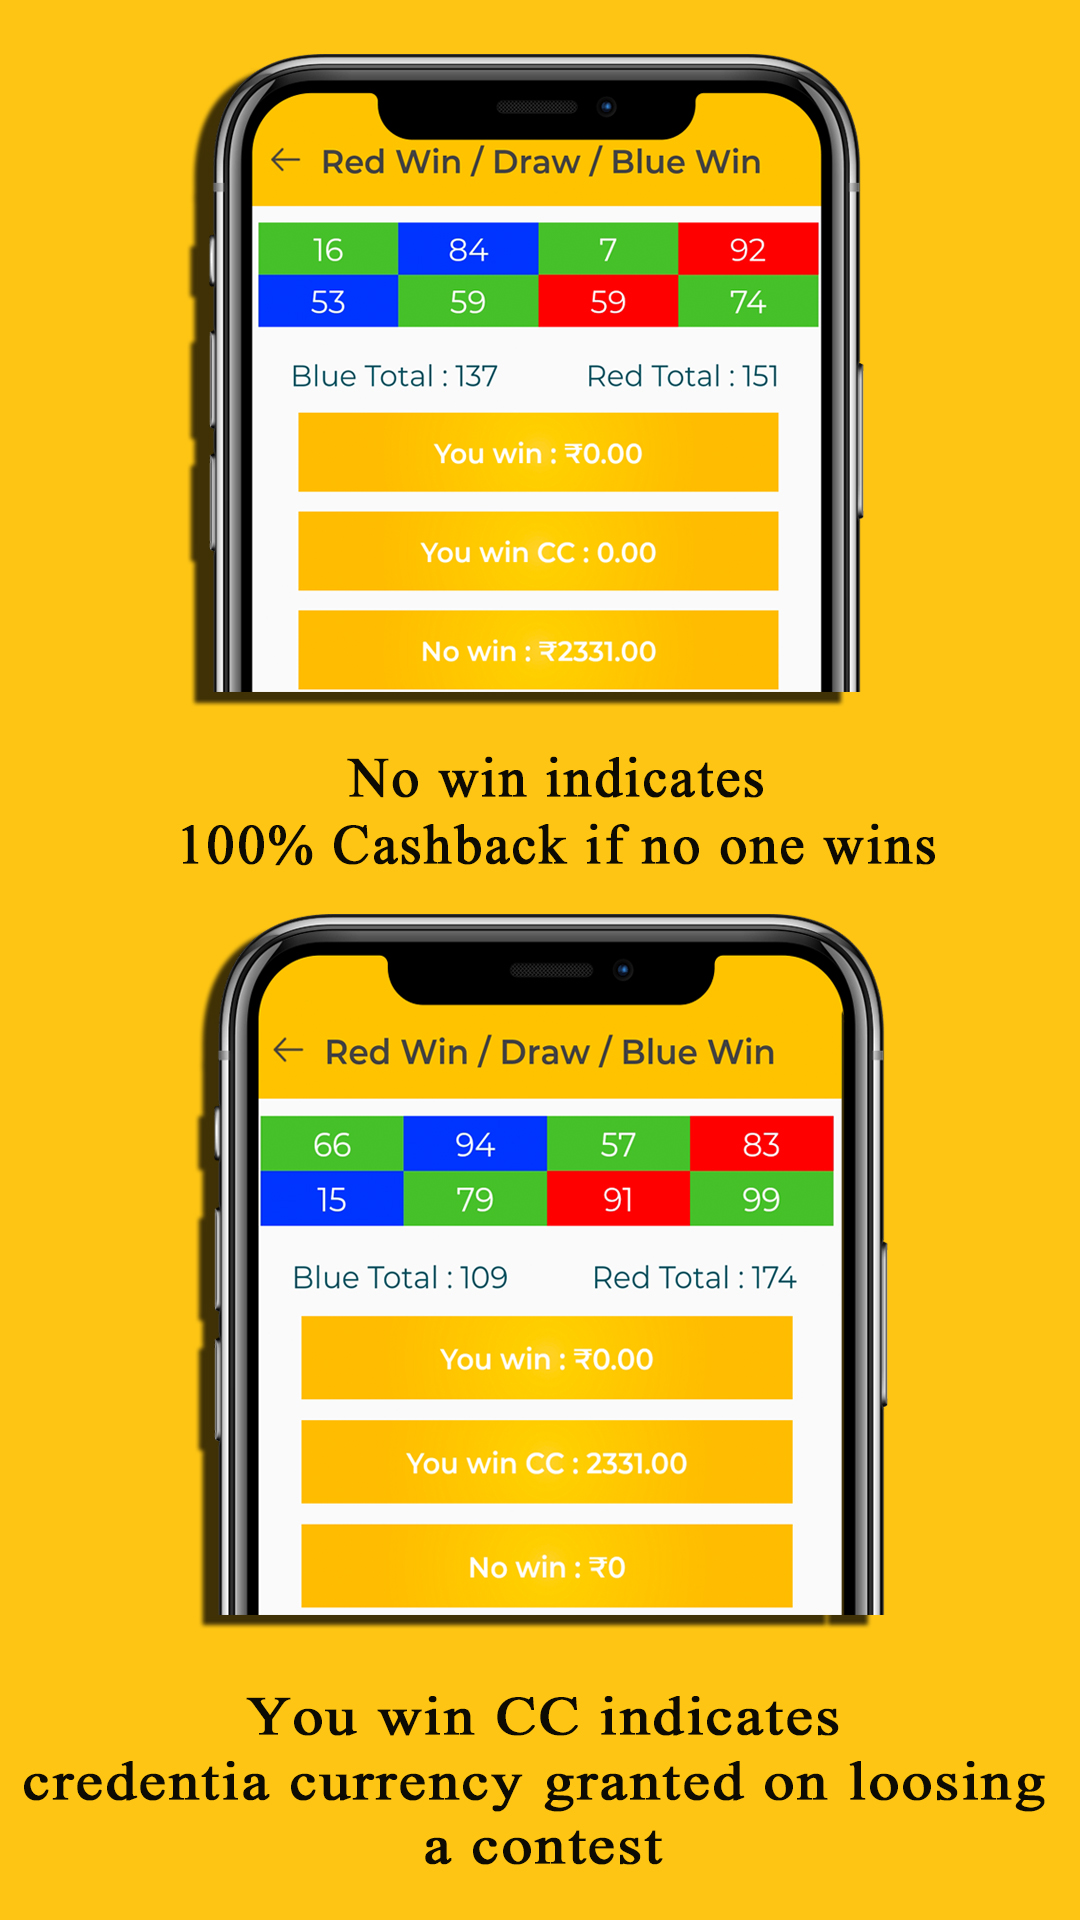 ← Red Win / Draw / Blue Win
16 84 7 92
53 59 59 74
Blue Total : 137 Red Total : 151
You win : ₹0.00
You win CC : 0.00
No win : ₹2331.00
No win indicates
100% Cashback if no one wins
← Red Win / Draw / Blue Win
66 94 57 83
15 79 91 99
Blue Total : 109 Red Total : 174
You win : ₹0.00
You win CC : 2331.00
No win : ₹0
You win CC indicates
credentia currency granted on loosing
a contest